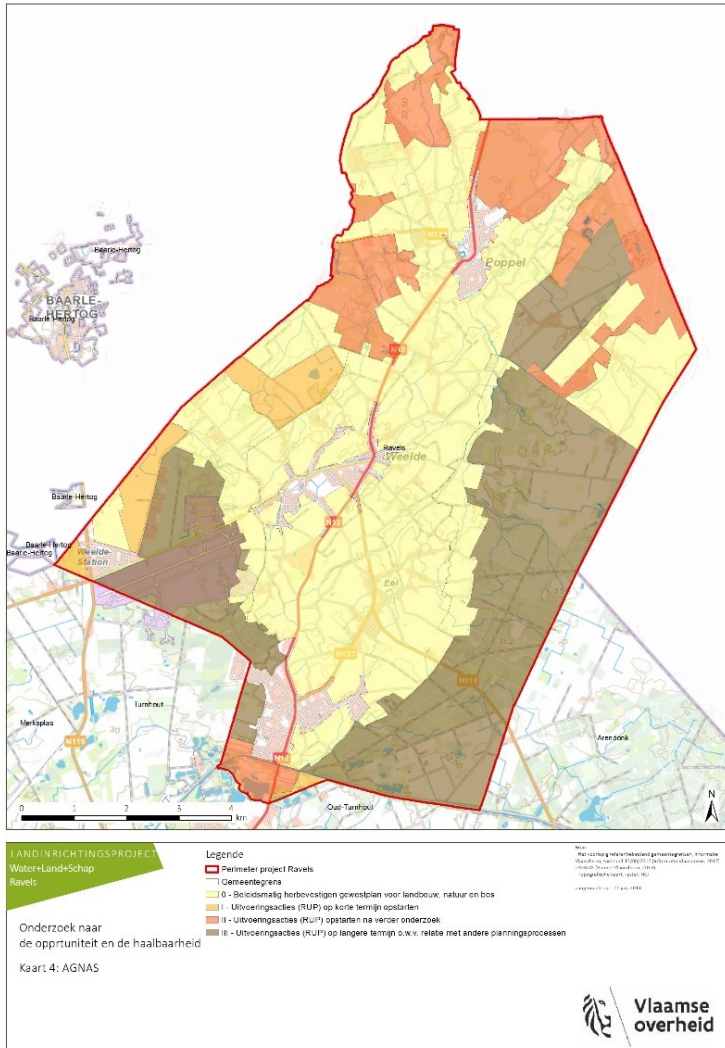 Poppel
Baarle-Hertog
BAARLE-
HERTOG
Baarle Hertog
Ravels
Weelde
Baarle Hertog
N12
Baarle-Hertog
Baarle-Hertog
Weelde-
Station
Eel
N137
N118
Merksplas
Turnhout
N119
Arendonk
Oud-Turnhout
0 1 2 3 4
km
N
LANDINRICHTINGSPROJECT
Water+Land+Schap
Ravels
Onderzoek naar
de opprtuniteit en de haalbaarheid
Kaart 4: AGNAS
Legende
Perimeter project Ravels
Gemeentegrens
0 - Beleidsmatig herbevestigen gewestplan voor landbouw, natuur en bos
I - Uitvoeringsacties (RUP) op korte termijn opstarten
II - Uitvoeringsacties (RUP) opstarten na verder onderzoek
III - Uitvoeringsacties (RUP) op langere termijn o.w.v. relatie met andere planningsprocessen
Vlaamse
overheid